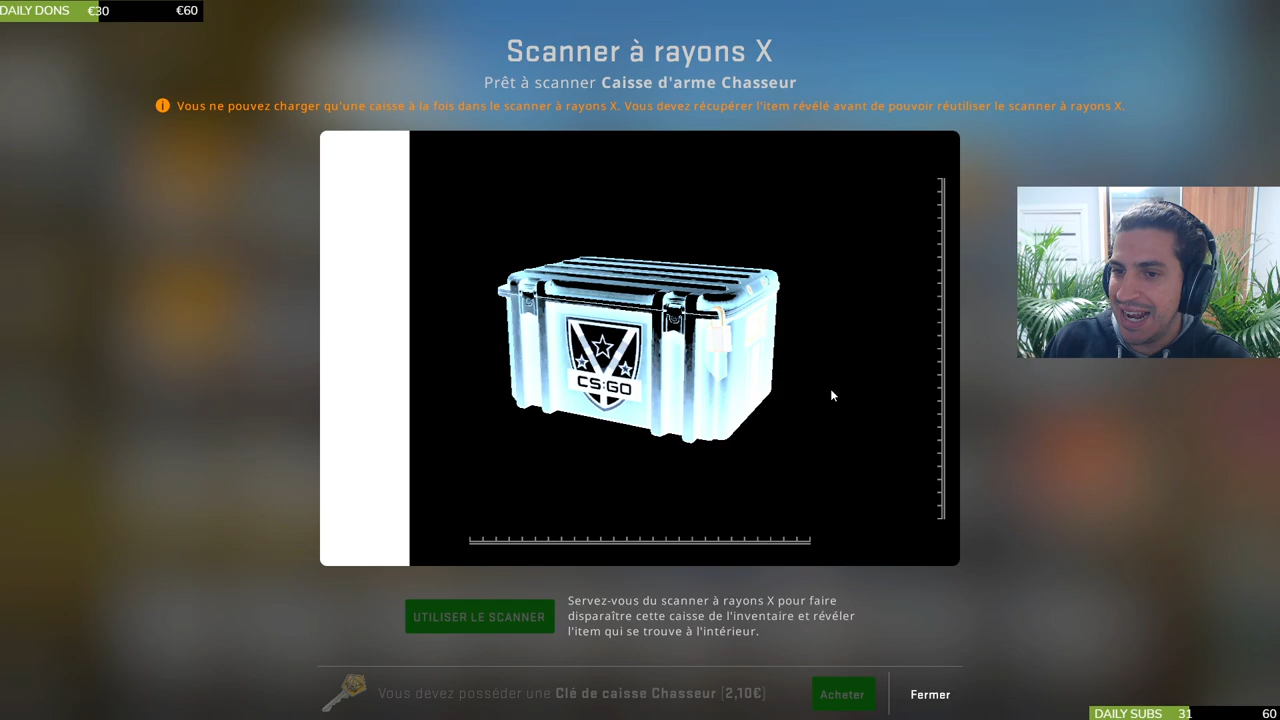 DAILY DONS €30 €60
Scanner à rayons X
Prêt à scanner Caisse d'arme Chasseur
Vous ne pouvez charger qu'une caisse à la fois dans le scanner à rayons X. Vous devez récupérer l'item révélé avant de pouvoir réutiliser le scanner à rayons X.
CS:GO
UTILISER LE SCANNER
Servez-vous du scanner à rayons X pour faire
disparaître cette caisse de l'inventaire et révéler
l'item qui se trouve à l'intérieur.
Vous devez posséder une Clé de caisse Chasseur [2,10€]
Acheter
Fermer
DAILY SUBS 31 60